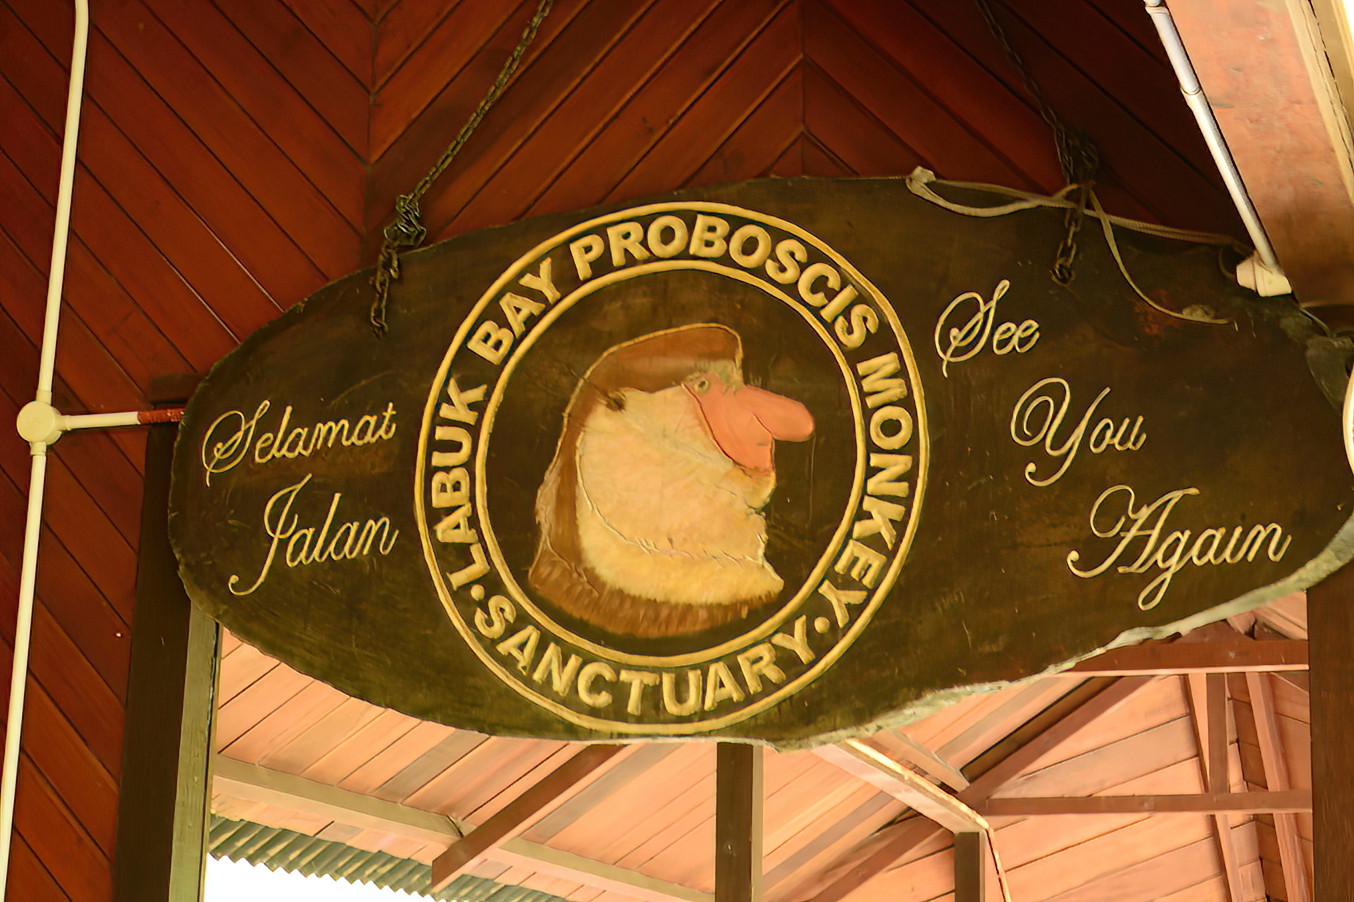 Selamat
Jalan
LABUK BAY PROBOSCIS MONKEY
• SANCTUARY •
See
You
Again